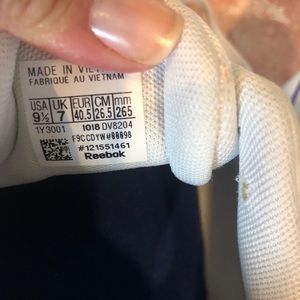 MADE IN VIET
FABRIQUÉ AU VIETNAM
USA UK EUR CM mm
9½ 7 40.5 26.5 265
1Y3001 1018 DV8204
F9CCDYW#00098
#121551461
Reebok